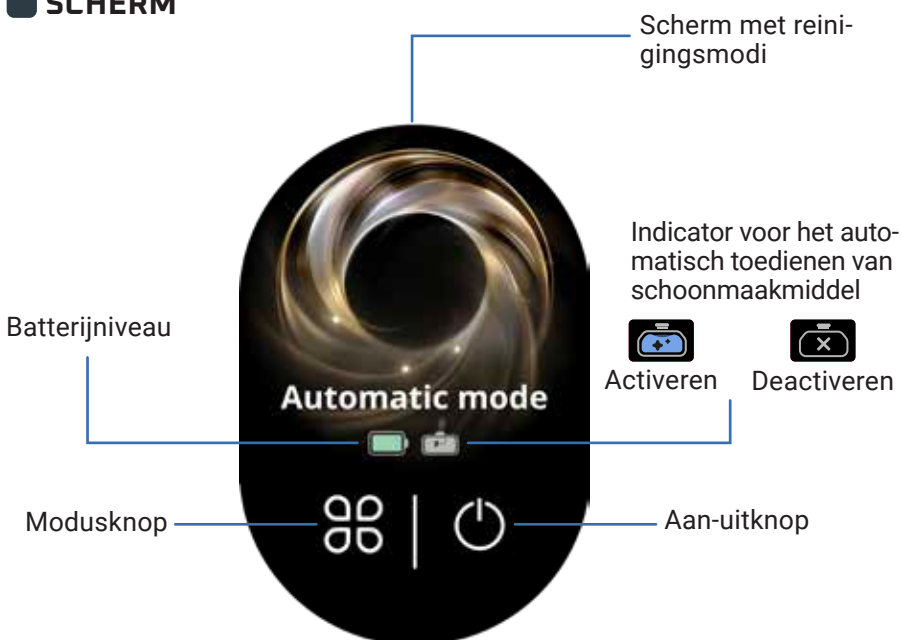 SCHERM
Scherm met reini-
gingsmodi
Indicator voor het auto-
matisch toedienen van
schoonmaakmiddel
Activeren Deactiveren
Batterijniveau
Automatic mode
Modusknop
Aan-uitknop